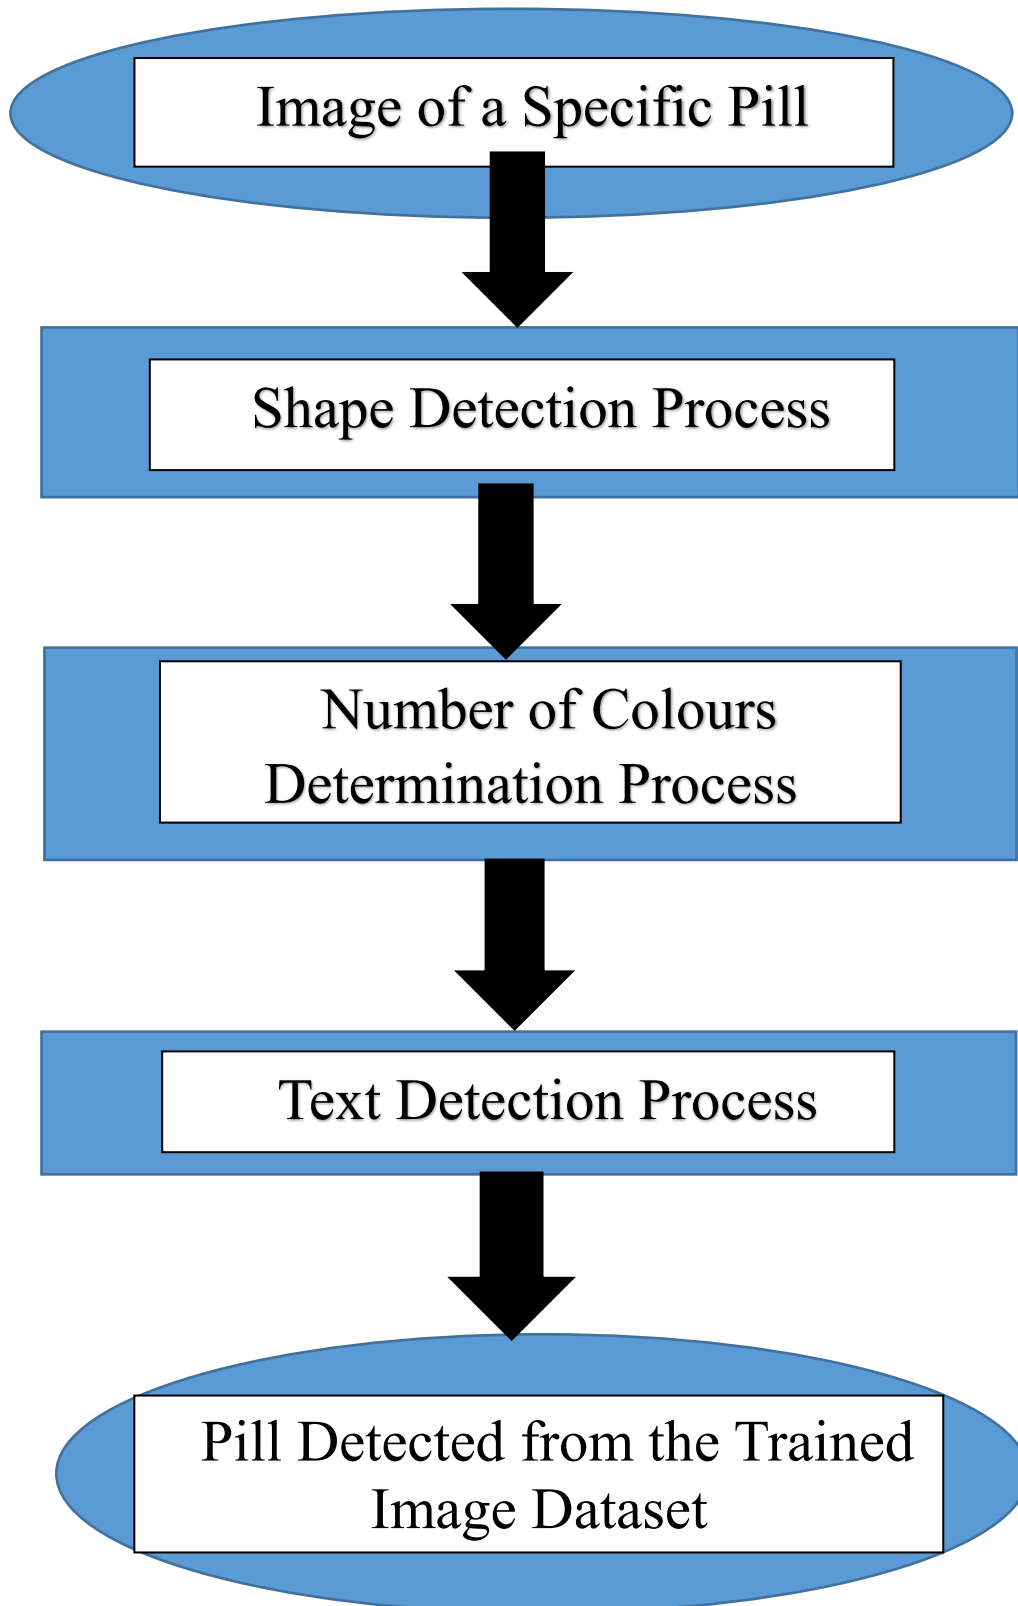 Image of a Specific Pill
Shape Detection Process
Number of Colours
Determination Process
Text Detection Process
Pill Detected from the Trained
Image Dataset